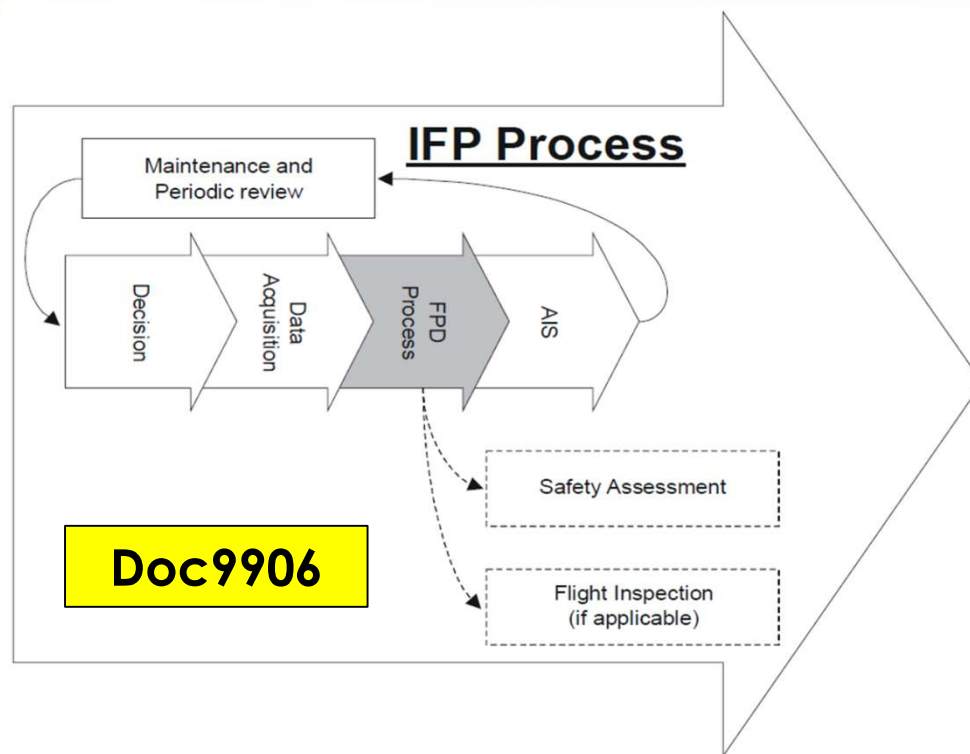 IFP Process
Maintenance and
Periodic review
Decision
Data
Acquisition
FPD
Process
AIS
Safety Assessment
Doc9906
Flight Inspection
(if applicable)